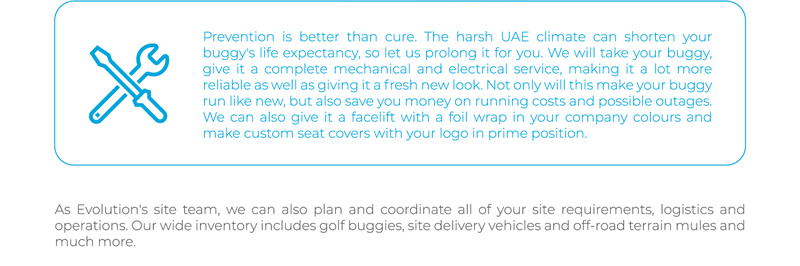 Prevention is better than cure. The harsh UAE climate can shorten your
buggy's life expectancy, so let us prolong it for you. We will take your buggy,
give it a complete mechanical and electrical service, making it a lot more
reliable as well as giving it a fresh new look. Not only will this make your buggy
run like new, but also save you money on running costs and possible outages.
We can also give it a facelift with a foil wrap in your company colours and
make custom seat covers with your logo in prime position.
As Evolution's site team, we can also plan and coordinate all of your site requirements, logistics and
operations. Our wide inventory includes golf buggies, site delivery vehicles and off-road terrain mules and
much more.